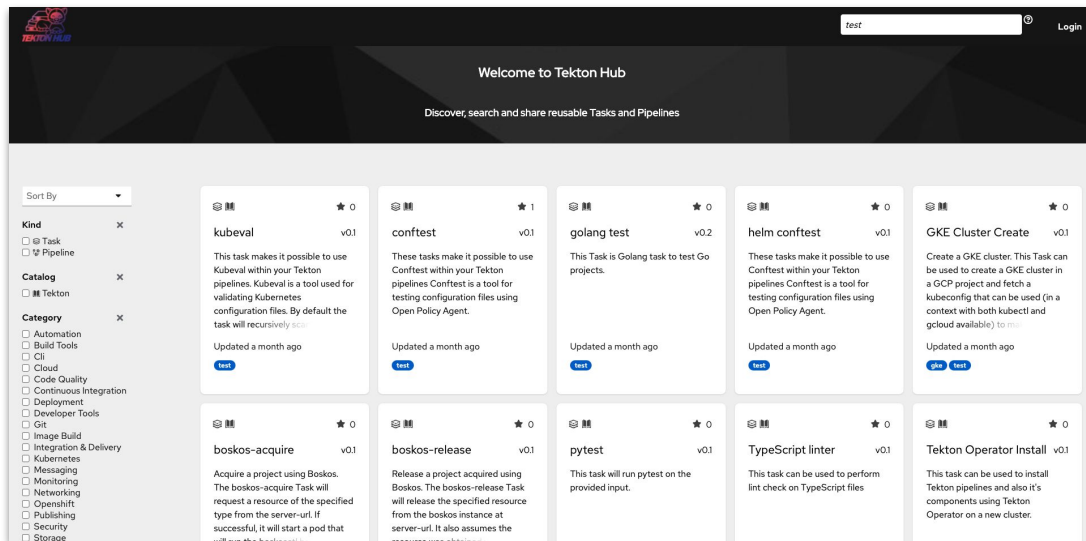 TEKTON HUB
test
Login
Welcome to Tekton Hub
Discover, search and share reusable Tasks and Pipelines
Sort By
Kind
Task
Pipeline
Catalog
Tekton
Category
Automation
Build Tools
Cli
Cloud
Code Quality
Continuous Integration
Deployment
Developer Tools
Git
Image Build
Integration & Delivery
Kubernetes
Messaging
Monitoring
Networking
Openshift
Publishing
Security
Storage
0
kubeval v0.1
This task makes it possible to use
Kubeval within your Tekton
pipelines. Kubeval is a tool used for
validating Kubernetes
configuration files. By default the
task will recursively
Updated a month ago
test
1
conftest v0.1
These tasks make it possible to use
Conftest within your Tekton
pipelines Conftest is a tool for
testing configuration files using
Open Policy Agent.
Updated a month ago
test
0
golang test v0.2
This Task is Golang task to test Go
projects.
Updated a month ago
test
0
helm conftest v0.1
These tasks make it possible to use
Conftest within your Tekton
pipelines Conftest is a tool for
testing configuration files using
Open Policy Agent.
Updated a month ago
test
0
GKE Cluster Create v0.1
Create a GKE cluster. This Task can
be used to create a GKE cluster in
a GCP project and fetch a
kubeconfig that can be used (in a
context with both kubectl and
gcloud available) to
Updated a month ago
gke test
0
boskos-acquire v0.1
Acquire a project using Boskos.
The boskos-acquire Task will
request a resource of the specified
type from the server-url. If
successful, it will start a pod that
0
boskos-release v0.1
Release a project acquired using
Boskos. The boskos-release Task
will release the specified resource
from the boskos instance at
server-url. It also assumes the
0
pytest v0.1
This task will run pytest on the
provided input.
0
TypeScript linter v0.1
This task can be used to perform
lint check on TypeScript files
0
Tekton Operator Install v0.1
This task can be used to install
Tekton pipelines and also it's
components using Tekton
Operator on a new cluster.